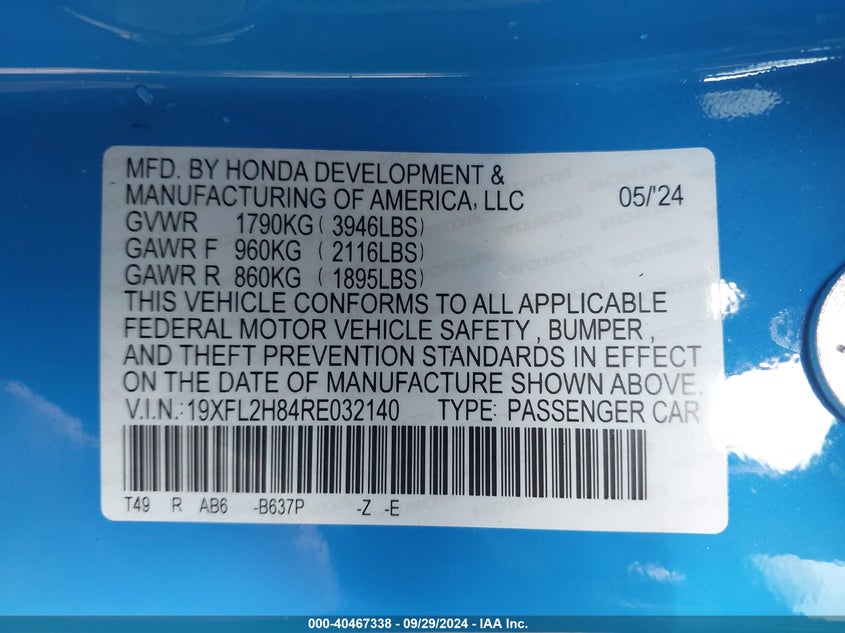 MFD. BY HONDA DEVELOPMENT &
MANUFACTURING OF AMERICA, LLC 05/'24
GVWR 1790KG ( 3946LBS)
GAWR F 960KG ( 2116LBS)
GAWR R 860KG ( 1895LBS)
THIS VEHICLE CONFORMS TO ALL APPLICABLE
FEDERAL MOTOR VEHICLE SAFETY , BUMPER ,
AND THEFT PREVENTION STANDARDS IN EFFECT
ON THE DATE OF MANUFACTURE SHOWN ABOVE.
V.I.N.:19XFL2H84RE032140 TYPE: PASSENGER CAR
T49 R AB6 -B637P -Z -E
000-40467338 - 09/29/2024 - IAA Inc.